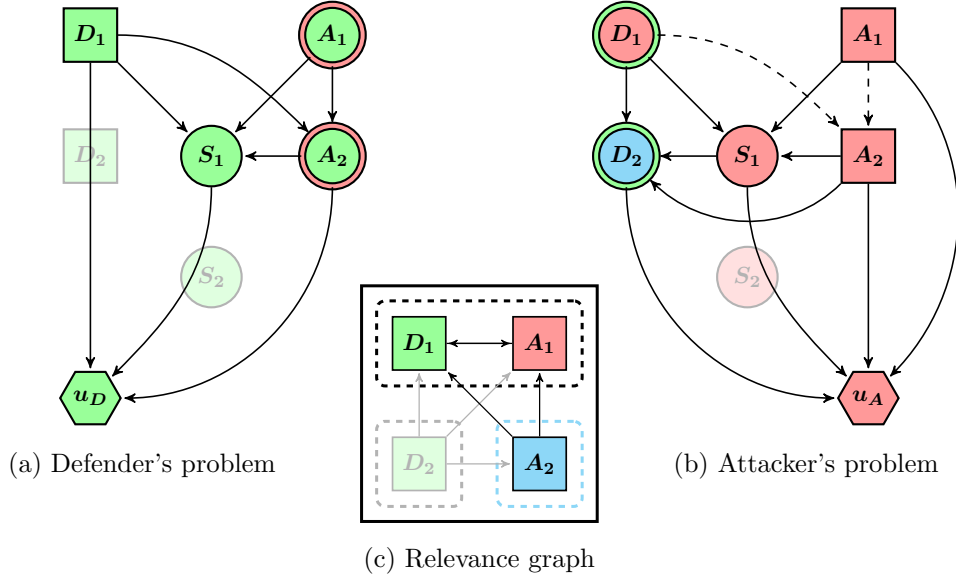 D1 A1 D1 A1
D2 S1 A2 D2 S1 A2
S2 S2
D1 A1
uD uA
D2 A2
(a) Defender's problem
(b) Attacker's problem
(c) Relevance graph